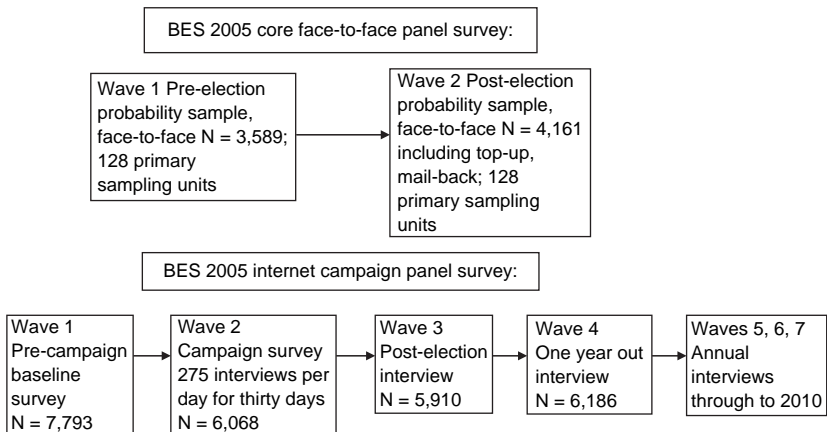 BES 2005 core face-to-face panel survey:
Wave 1 Pre-election
probability sample,
face-to-face N = 3,589;
128 primary
sampling units
Wave 2 Post-election
probability sample,
face-to-face N = 4,161
including top-up,
mail-back; 128
primary sampling
units
BES 2005 internet campaign panel survey:
Wave 1
Pre-campaign
baseline
survey
N = 7,793
Wave 2
Campaign survey
275 interviews per
day for thirty days
N = 6,068
Wave 3
Post-election
interview
N = 5,910
Wave 4
One year out
interview
N = 6,186
Waves 5, 6, 7
Annual
interviews
through to 2010